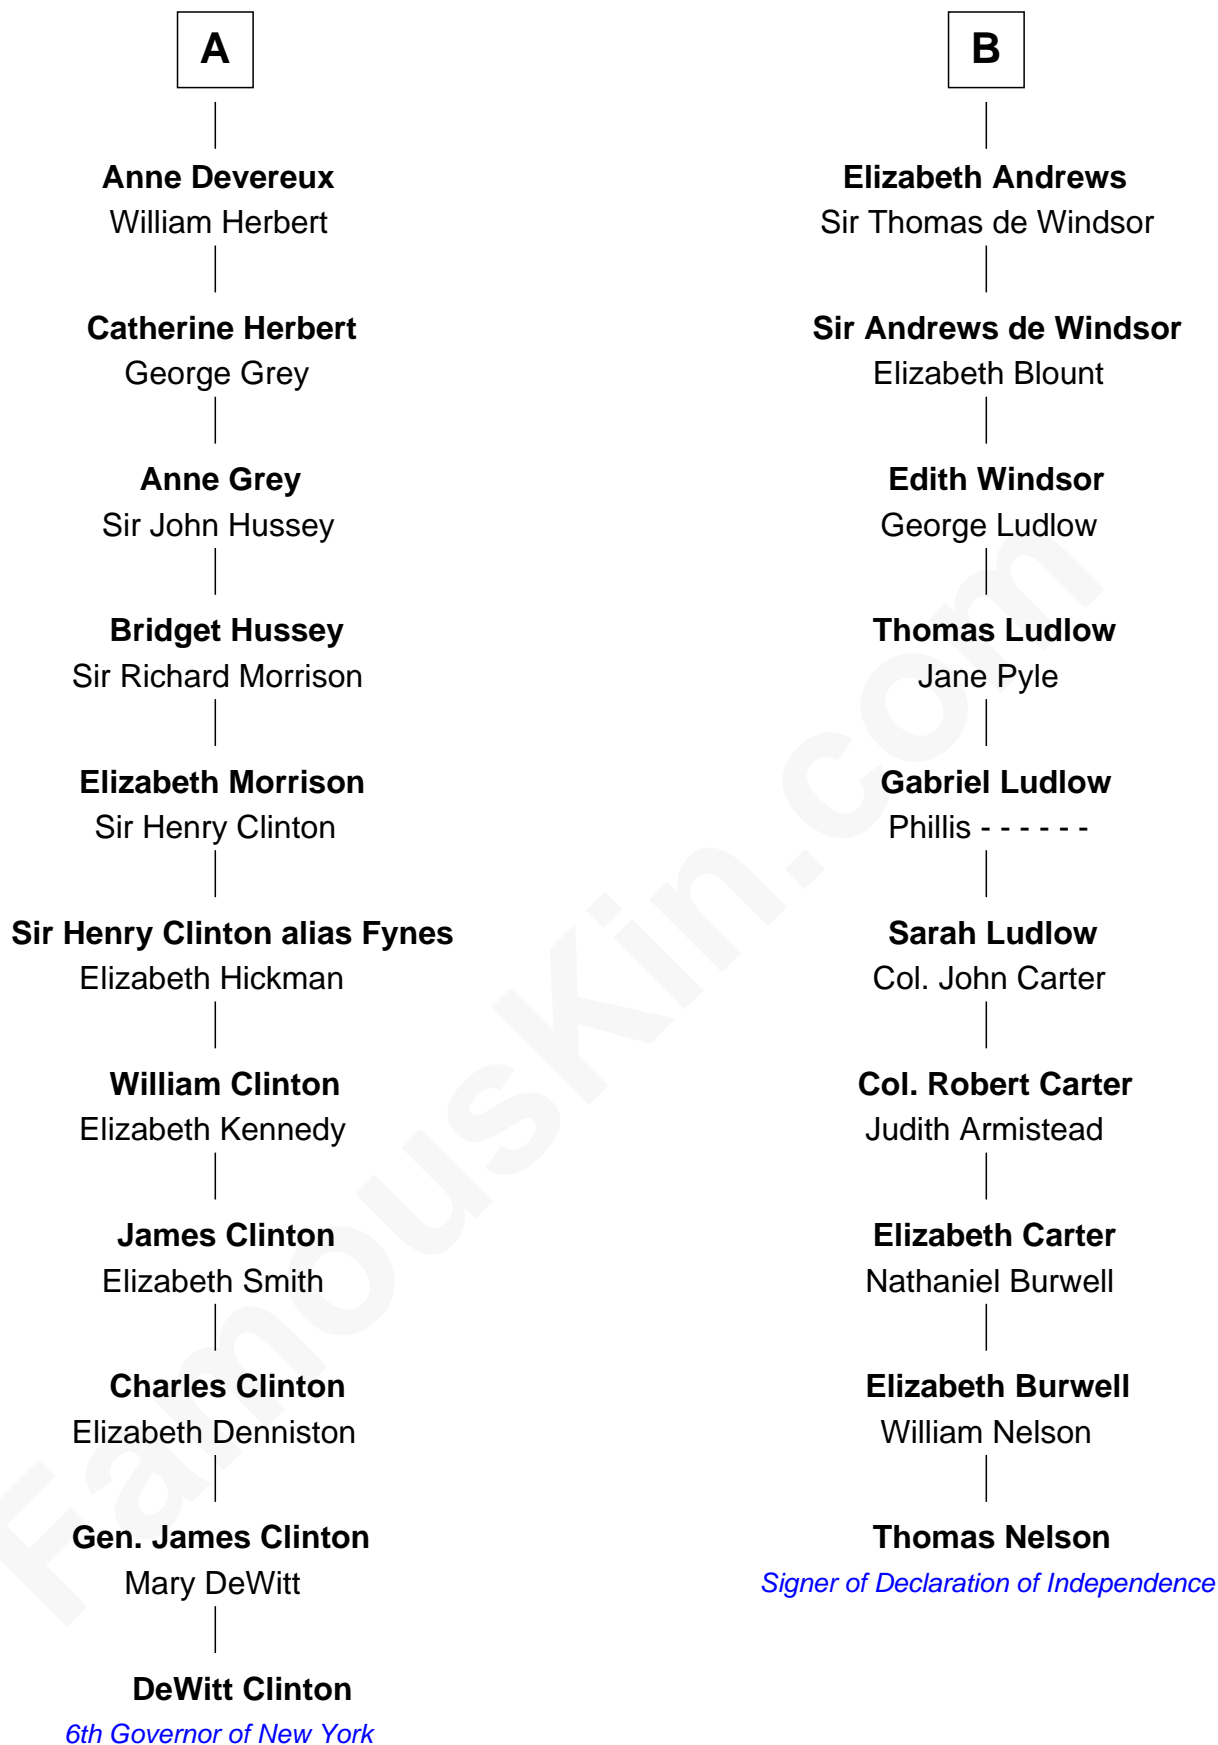 A
Anne Devereux
William Herbert
Catherine Herbert
George Grey
Anne Grey
Sir John Hussey
Bridget Hussey
Sir Richard Morrison
Elizabeth Morrison
Sir Henry Clinton
Sir Henry Clinton alias Fynes
Elizabeth Hickman
William Clinton
Elizabeth Kennedy
James Clinton
Elizabeth Smith
Charles Clinton
Elizabeth Denniston
Gen. James Clinton
Mary DeWitt
DeWitt Clinton
6th Governor of New York
B
Elizabeth Andrews
Sir Thomas de Windsor
Sir Andrews de Windsor
Elizabeth Blount
Edith Windsor
George Ludlow
Thomas Ludlow
Jane Pyle
Gabriel Ludlow
Phillis - - - - - -
Sarah Ludlow
Col. John Carter
Col. Robert Carter
Judith Armistead
Elizabeth Carter
Nathaniel Burwell
Elizabeth Burwell
William Nelson
Thomas Nelson
Signer of Declaration of Independence
FamousKin.com